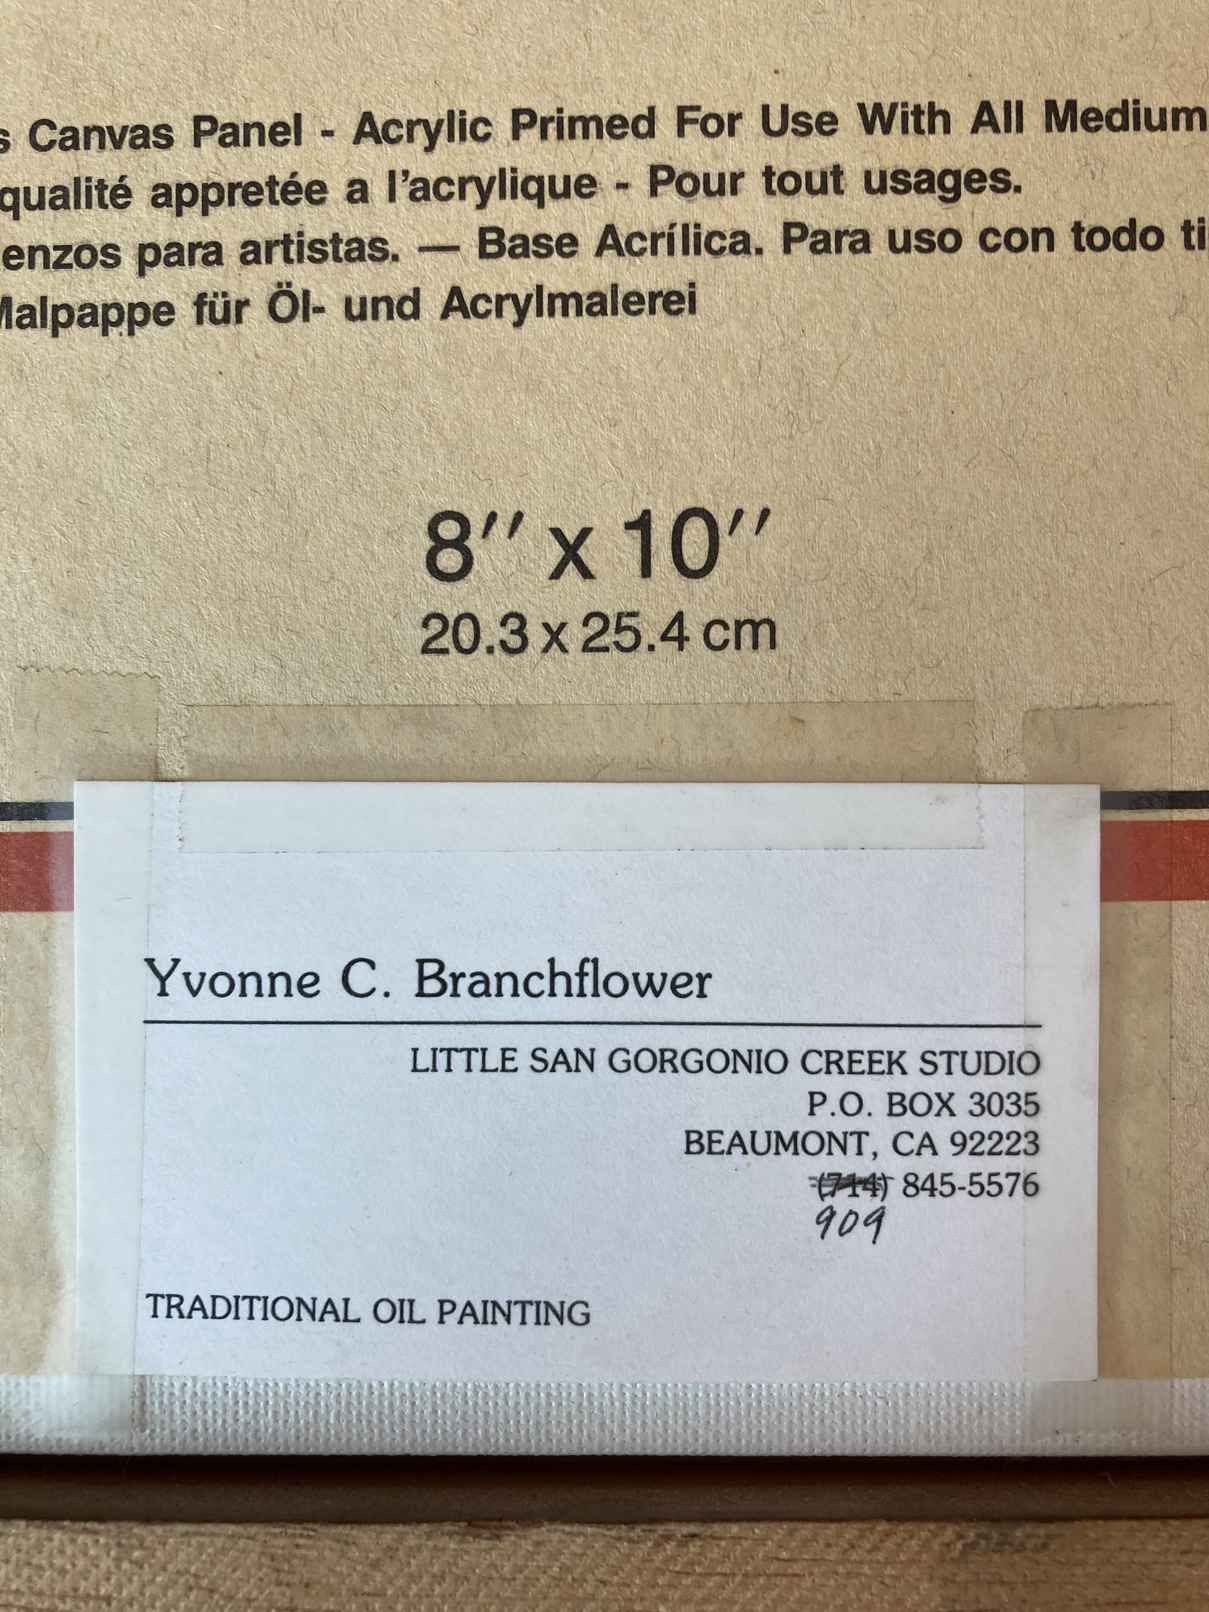 s Canvas Panel - Acrylic Primed For Use With All Medium
qualité appretée a l'acrylique - Pour tout usages.
enzos para artistas. — Base Acrílica. Para uso con todo ti
Malpappe für Öl- und Acrylmalerei
8" x 10"
20.3 x 25.4 cm
Yvonne C. Branchflower
LITTLE SAN GORGONIO CREEK STUDIO
P.O. BOX 3035
BEAUMONT, CA 92223
(714) 845-5576
909
TRADITIONAL OIL PAINTING